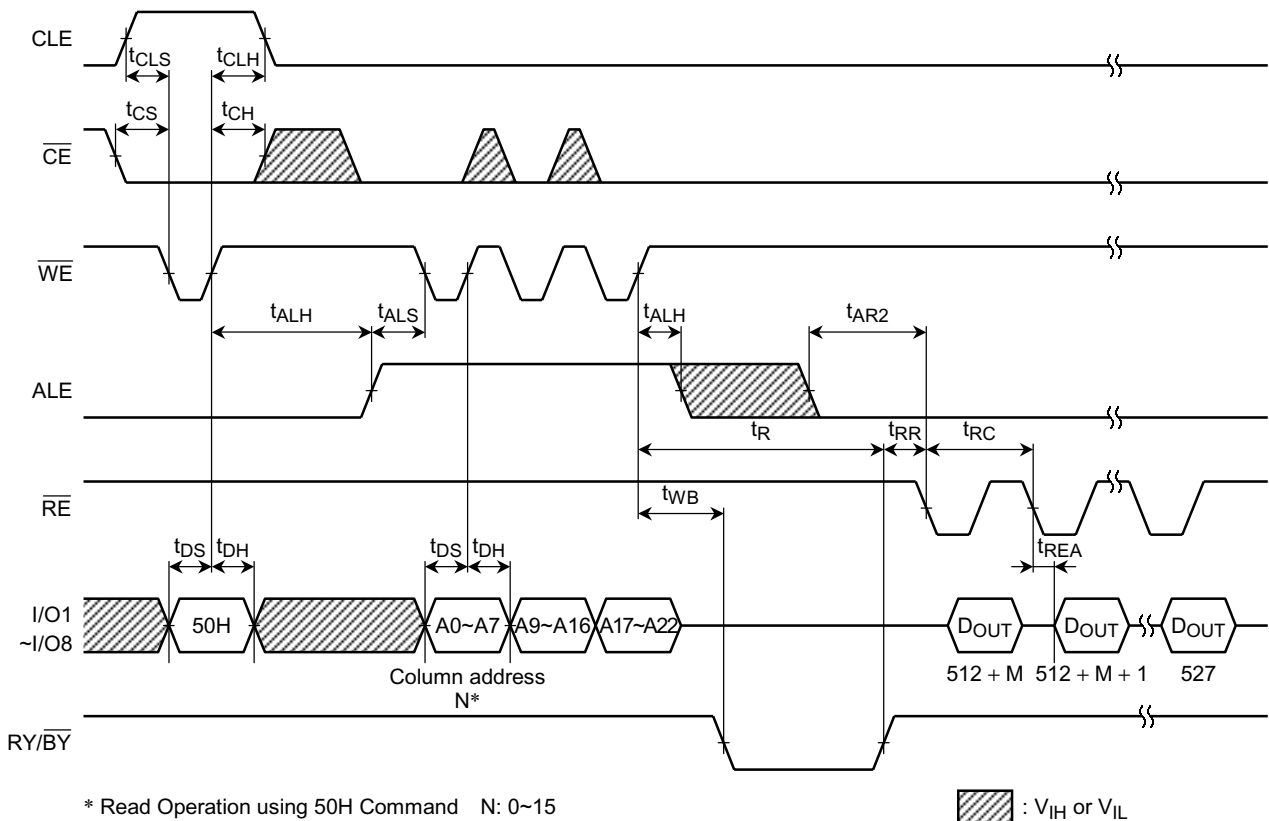 CLE
tCLS tCLH
tCS tCH
CE
WE
tALH tALS tALH tAR2
ALE
tR tRR tRC
RE
tWB
tDS tDH tDS tDH tREA
I/O1
~I/O8
50H A0~A7 A9~A16 A17~A22 DOUT DOUT DOUT
Column address
N*
512 + M 512 + M + 1 527
RY/BY
* Read Operation using 50H Command N: 0~15
: VIH or VIL